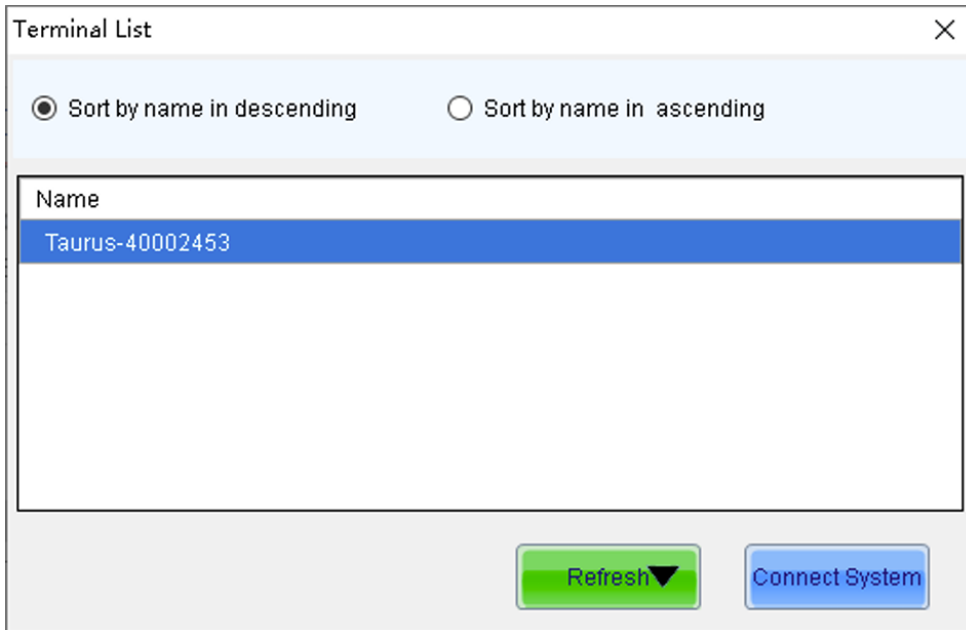 Terminal List
Sort by name in descending Sort by name in  ascending
Name
Taurus-40002453
Refresh Connect System